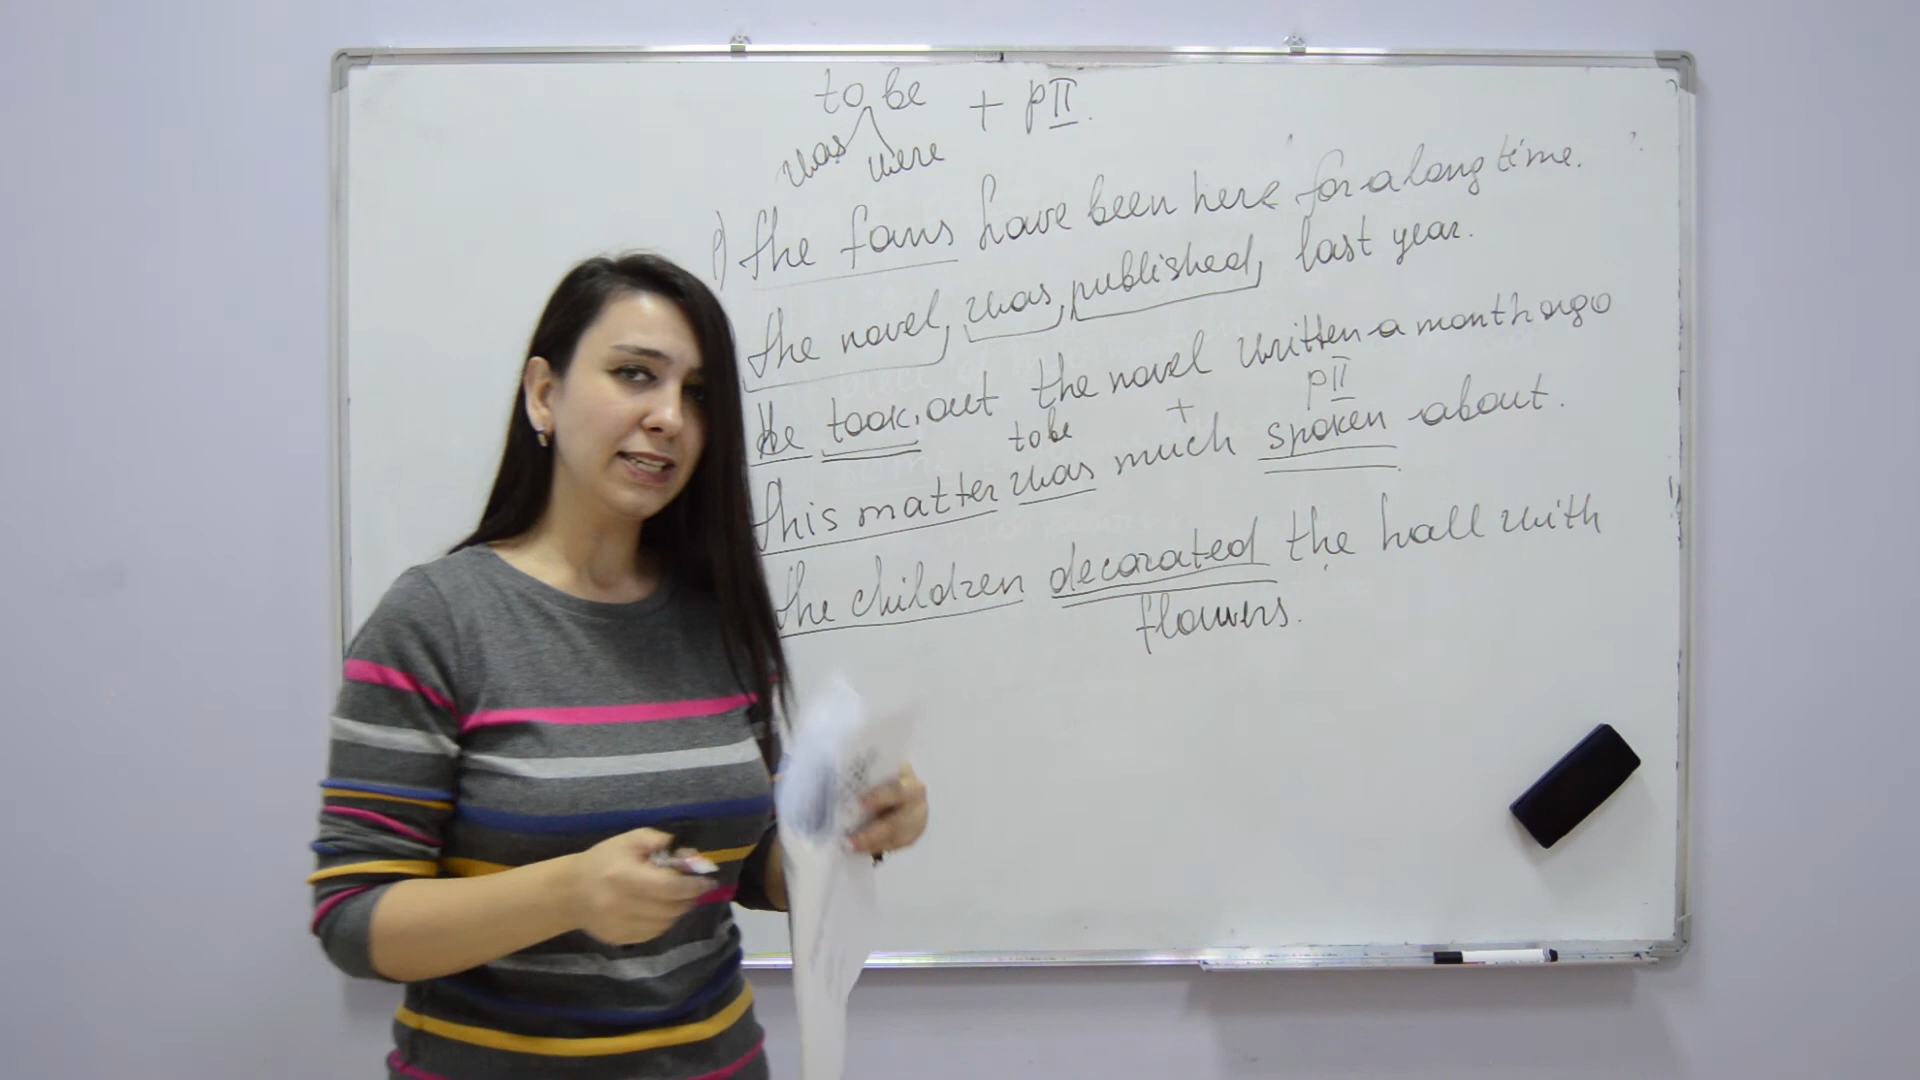 to be + PII.
was were
1) the fans have been here for a long time.
the novel was published last year.
He took out the novel written a month ago
to be + PII
this matter was much spoken about.
the children decorated the hall with
flowers.